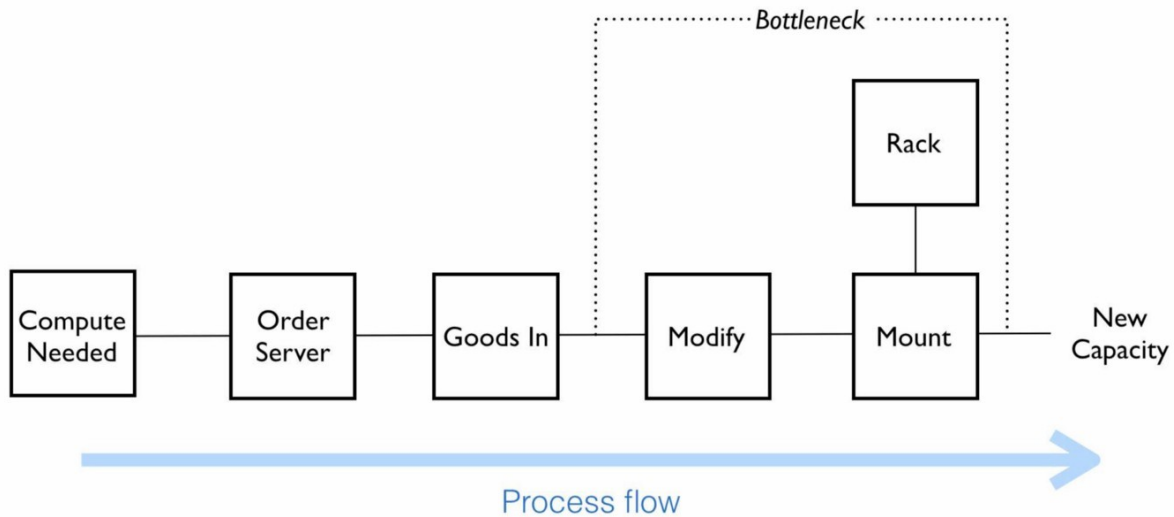 Bottleneck
Rack
Compute
Needed
Order
Server
Goods In
Modify
Mount
New
Capacity
Process flow